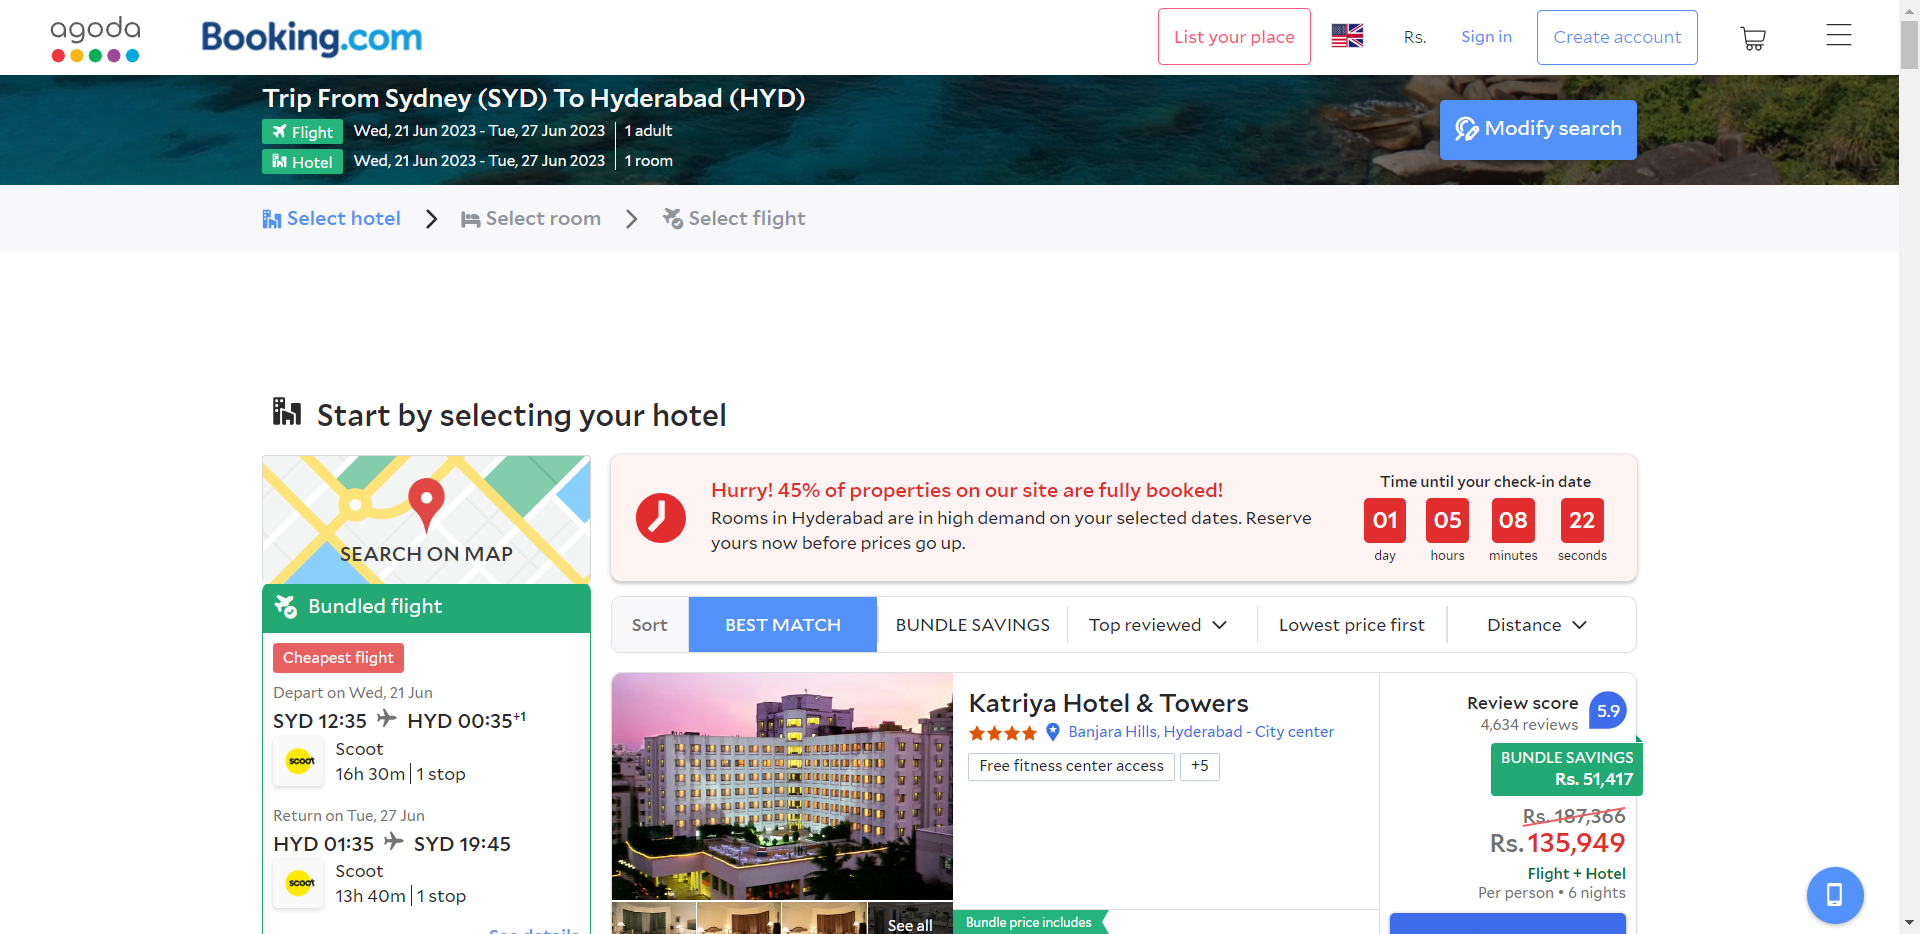 agoda
Booking.com
List your place
Rs.
Sign in
Create account
Trip From Sydney (SYD) To Hyderabad (HYD)
Flight Wed, 21 Jun 2023 - Tue, 27 Jun 2023 1 adult
Hotel Wed, 21 Jun 2023 - Tue, 27 Jun 2023 1 room
Modify search
Select hotel
Select room
Select flight
Start by selecting your hotel
SEARCH ON MAP
Bundled flight
Cheapest flight
Depart on Wed, 21 Jun
SYD 12:35 HYD 00:35+1
scoot
Scoot
16h 30m 1 stop
Return on Tue, 27 Jun
HYD 01:35 SYD 19:45
scoot
Scoot
13h 40m 1 stop
See details
Hurry! 45% of properties on our site are fully booked!
Rooms in Hyderabad are in high demand on your selected dates. Reserve
yours now before prices go up.
Time until your check-in date
01 05 08 22
day hours minutes seconds
Sort
BEST MATCH
BUNDLE SAVINGS
Top reviewed
Lowest price first
Distance
See all
Katriya Hotel & Towers
Banjara Hills, Hyderabad - City center
Free fitness center access
+5
Bundle price includes
Review score
4,634 reviews
5.9
BUNDLE SAVINGS
Rs. 51,417
Rs. 187,366
Rs. 135,949
Flight + Hotel
Per person • 6 nights